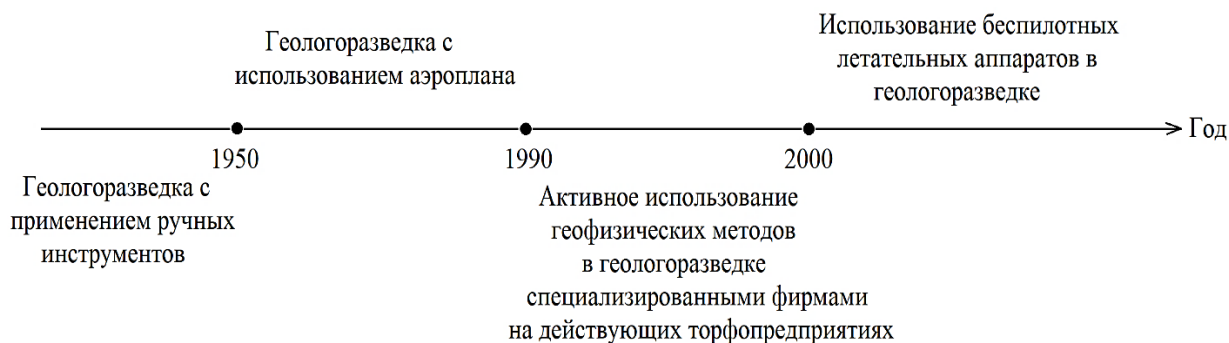 Геологоразведка с
использованием аэроплана
Использование беспилотных
летательных аппаратов в
геологоразведке
Год
1950
1990
2000
Геологоразведка с
применением ручных
инструментов
Активное использование
геофизических методов
в геологоразведке
специализированными фирмами
на действующих торфопредприятиях